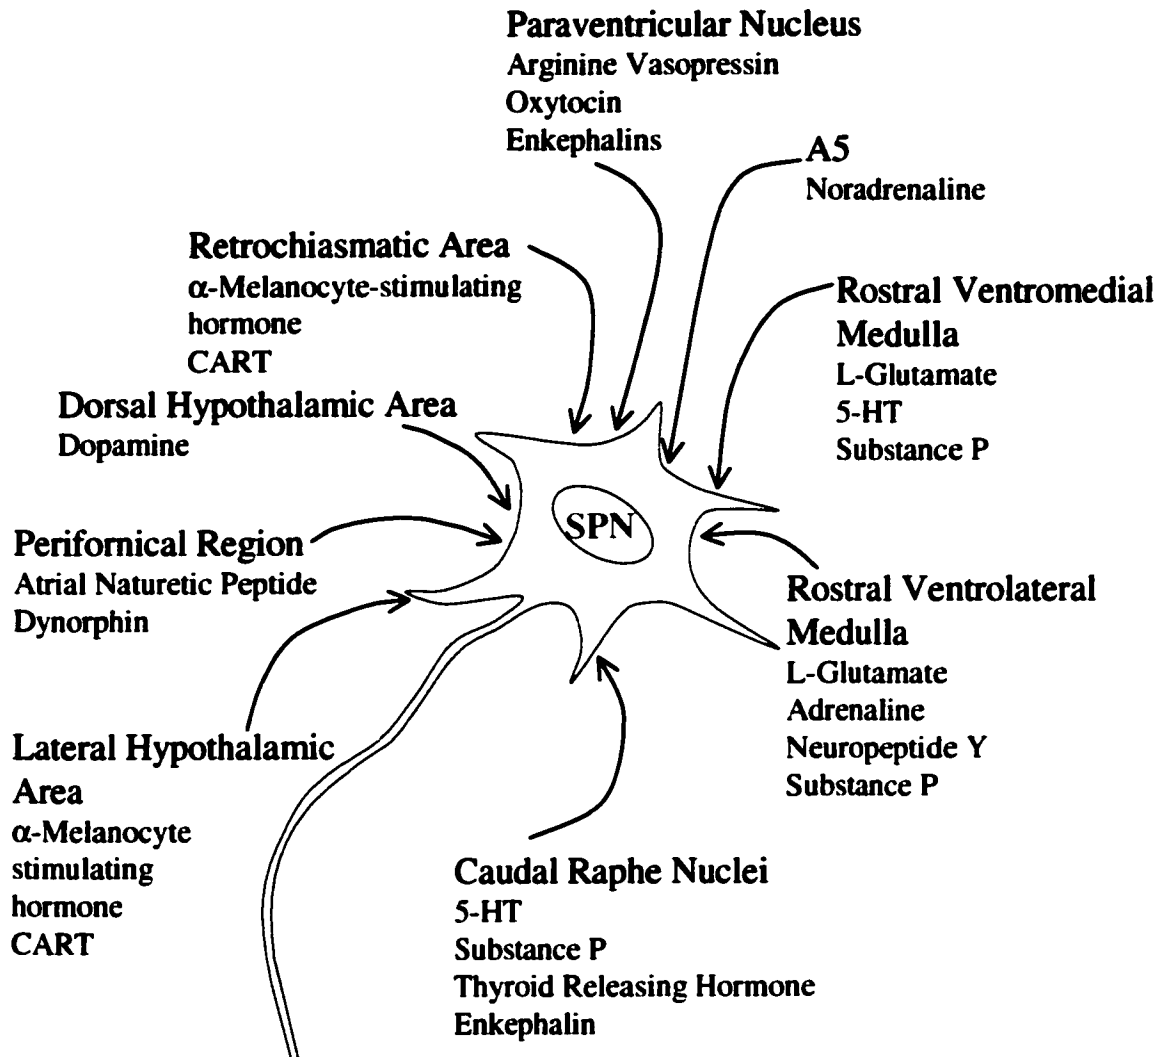 Paraventricular Nucleus
Arginine Vasopressin
Oxytocin
Enkephalins
A5
Noradrenaline
Retrochiasmatic Area
α-Melanocyte-stimulating
hormone
CART
Rostral Ventromedial
Medulla
L-Glutamate
5-HT
Substance P
Dorsal Hypothalamic Area
Dopamine
SPN
Perifornical Region
Atrial Naturetic Peptide
Dynorphin
Rostral Ventrolateral
Medulla
L-Glutamate
Adrenaline
Neuropeptide Y
Substance P
Lateral Hypothalamic
Area
α-Melanocyte
stimulating
hormone
CART
Caudal Raphe Nuclei
5-HT
Substance P
Thyroid Releasing Hormone
Enkephalin